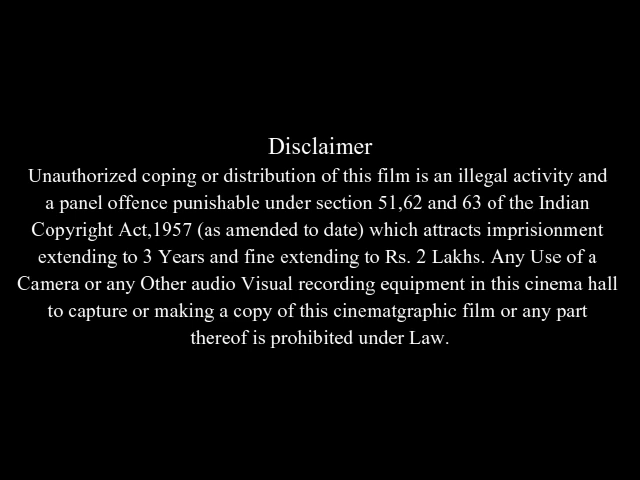 Disclaimer
Unauthorized coping or distribution of this film is an illegal activity and
a panel offence punishable under section 51,62 and 63 of the Indian
Copyright Act,1957 (as amended to date) which attracts imprisionment
extending to 3 Years and fine extending to Rs. 2 Lakhs. Any Use of a
Camera or any Other audio Visual recording equipment in this cinema hall
to capture or making a copy of this cinematgraphic film or any part
thereof is prohibited under Law.